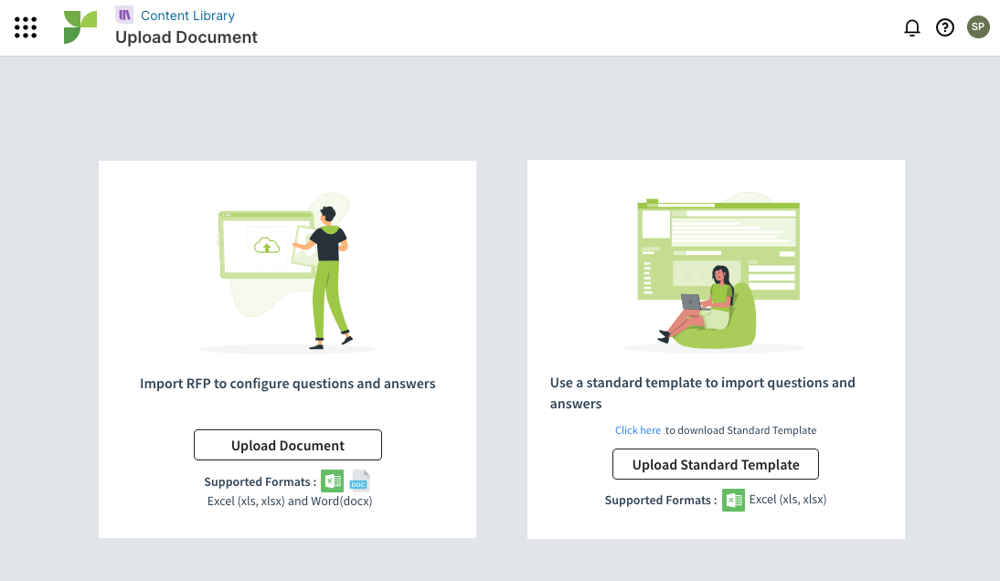 Content Library
Upload Document
SP
Import RFP to configure questions and answers
Upload Document
Supported Formats :
DOC
Excel (xls, xlsx) and Word(docx)
Use a standard template to import questions and
answers
Click here to download Standard Template
Upload Standard Template
Supported Formats : Excel (xls, xlsx)